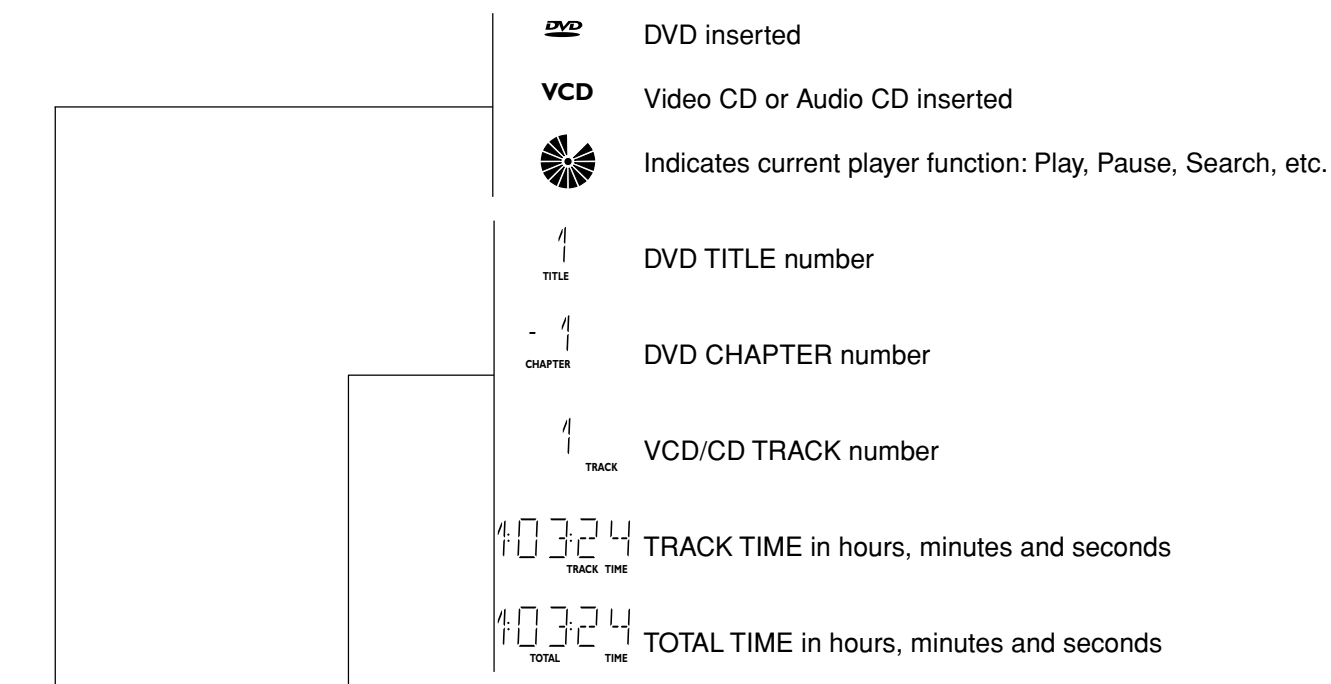 DVD DVD inserted
VCD Video CD or Audio CD inserted
Indicates current player function: Play, Pause, Search, etc.
1
TITLE
DVD TITLE number
- 1
CHAPTER
DVD CHAPTER number
1
TRACK
VCD/CD TRACK number
1:03:24
TRACK TIME
TRACK TIME in hours, minutes and seconds
1:03:24
TOTAL TIME
TOTAL TIME in hours, minutes and seconds